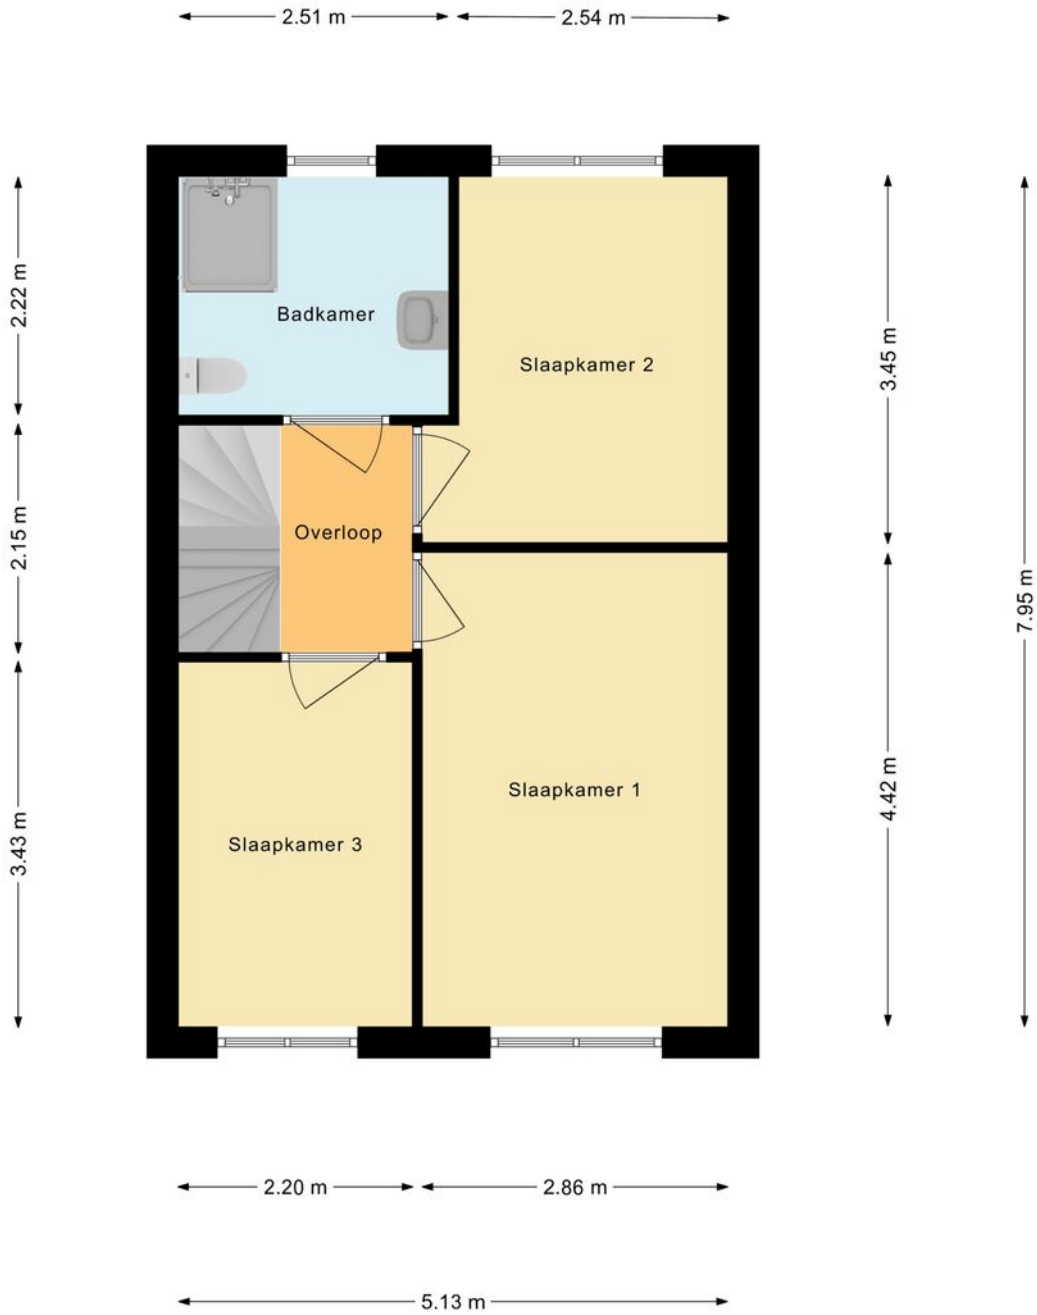 2.51 m
2.54 m
2.22 m
Badkamer
Slaapkamer 2
3.45 m
2.15 m
Overloop
7.95 m
3.43 m
Slaapkamer 3
Slaapkamer 1
4.42 m
2.20 m
2.86 m
5.13 m